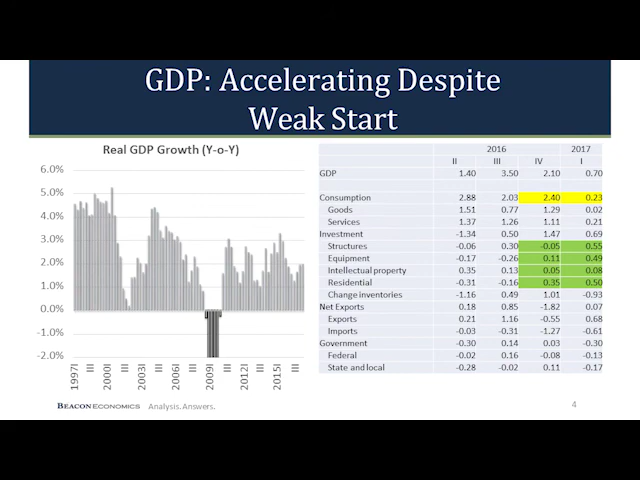 GDP: Accelerating Despite
Weak Start
Real GDP Growth (Y-o-Y)
6.0%
5.0%
4.0%
3.0%
2.0%
1.0%
0.0%
-1.0%
-2.0%
1997I III 2000I III 2003I III 2006I III 2009I III 2012I III 2015I III
2016 2017
II III IV I
GDP 1.40 3.50 2.10 0.70
Consumption 2.88 2.03 2.40 0.23
Goods 1.51 0.77 1.29 0.02
Services 1.37 1.26 1.11 0.21
Investment -1.34 0.50 1.47 0.69
Structures -0.06 0.30 -0.05 0.55
Equipment -0.17 -0.26 0.11 0.49
Intellectual property 0.35 0.13 0.05 0.08
Residential -0.31 -0.16 0.35 0.50
Change inventories -1.16 0.49 1.01 -0.93
Net Exports 0.18 0.85 -1.82 0.07
Exports 0.21 1.16 -0.55 0.68
Imports -0.03 -0.31 -1.27 -0.61
Government -0.30 0.14 0.03 -0.30
Federal -0.02 0.16 -0.08 -0.13
State and local -0.28 -0.02 0.11 -0.17
BEACON ECONOMICS Analysis. Answers.
4